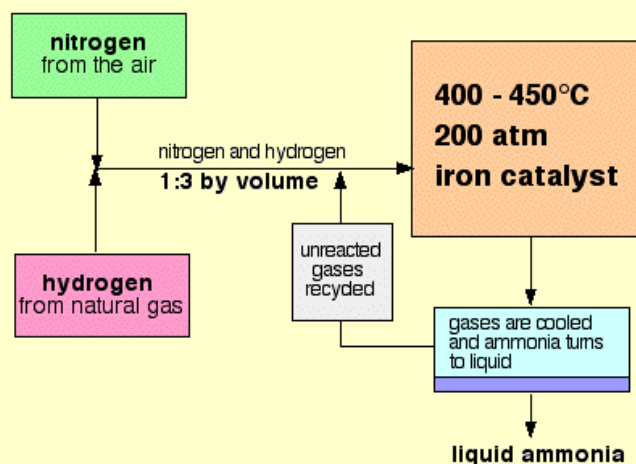 nitrogen
from the air
400 - 450°C
200 atm
iron catalyst
nitrogen and hydrogen
1:3 by volume
hydrogen
from natural gas
unreacted
gases
recyded
gases are cooled
and ammonia turns
to liquid
liquid ammonia